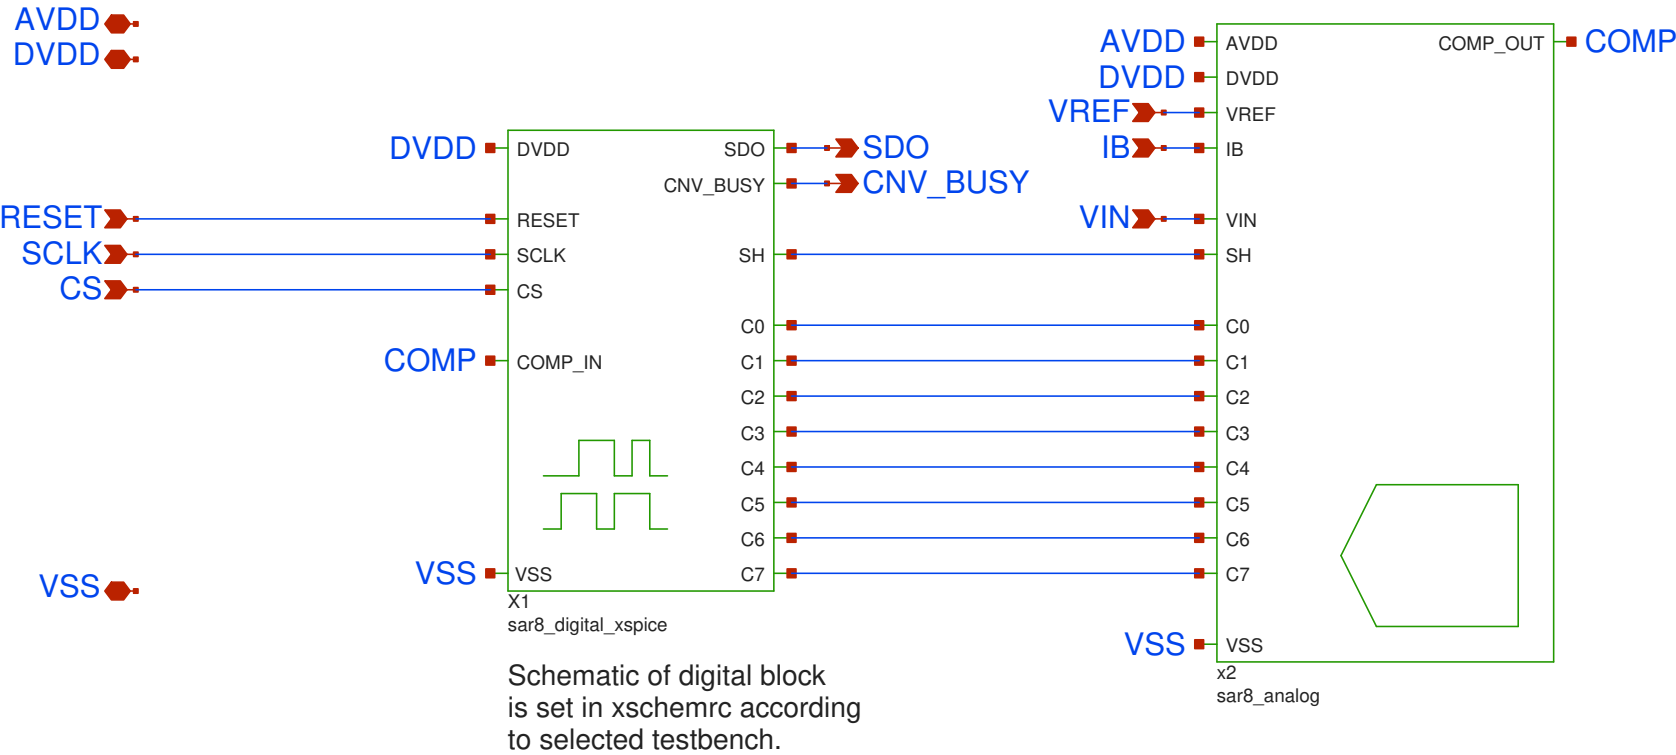 AVDD
DVDD
RESET
SCLK
CS
VSS
DVDD
COMP
VSS
DVDD
RESET
SCLK
CS
COMP_IN
VSS
SDO
CNV_BUSY
SH
C0
C1
C2
C3
C4
C5
C6
C7
X1
sar8_digital_xspice
Schematic of digital block
is set in xschemrc according
to selected testbench.
SDO
CNV_BUSY
AVDD
DVDD
VREF
IB
VIN
VSS
AVDD
DVDD
VREF
IB
VIN
SH
C0
C1
C2
C3
C4
C5
C6
C7
VSS
COMP_OUT
COMP
x2
sar8_analog